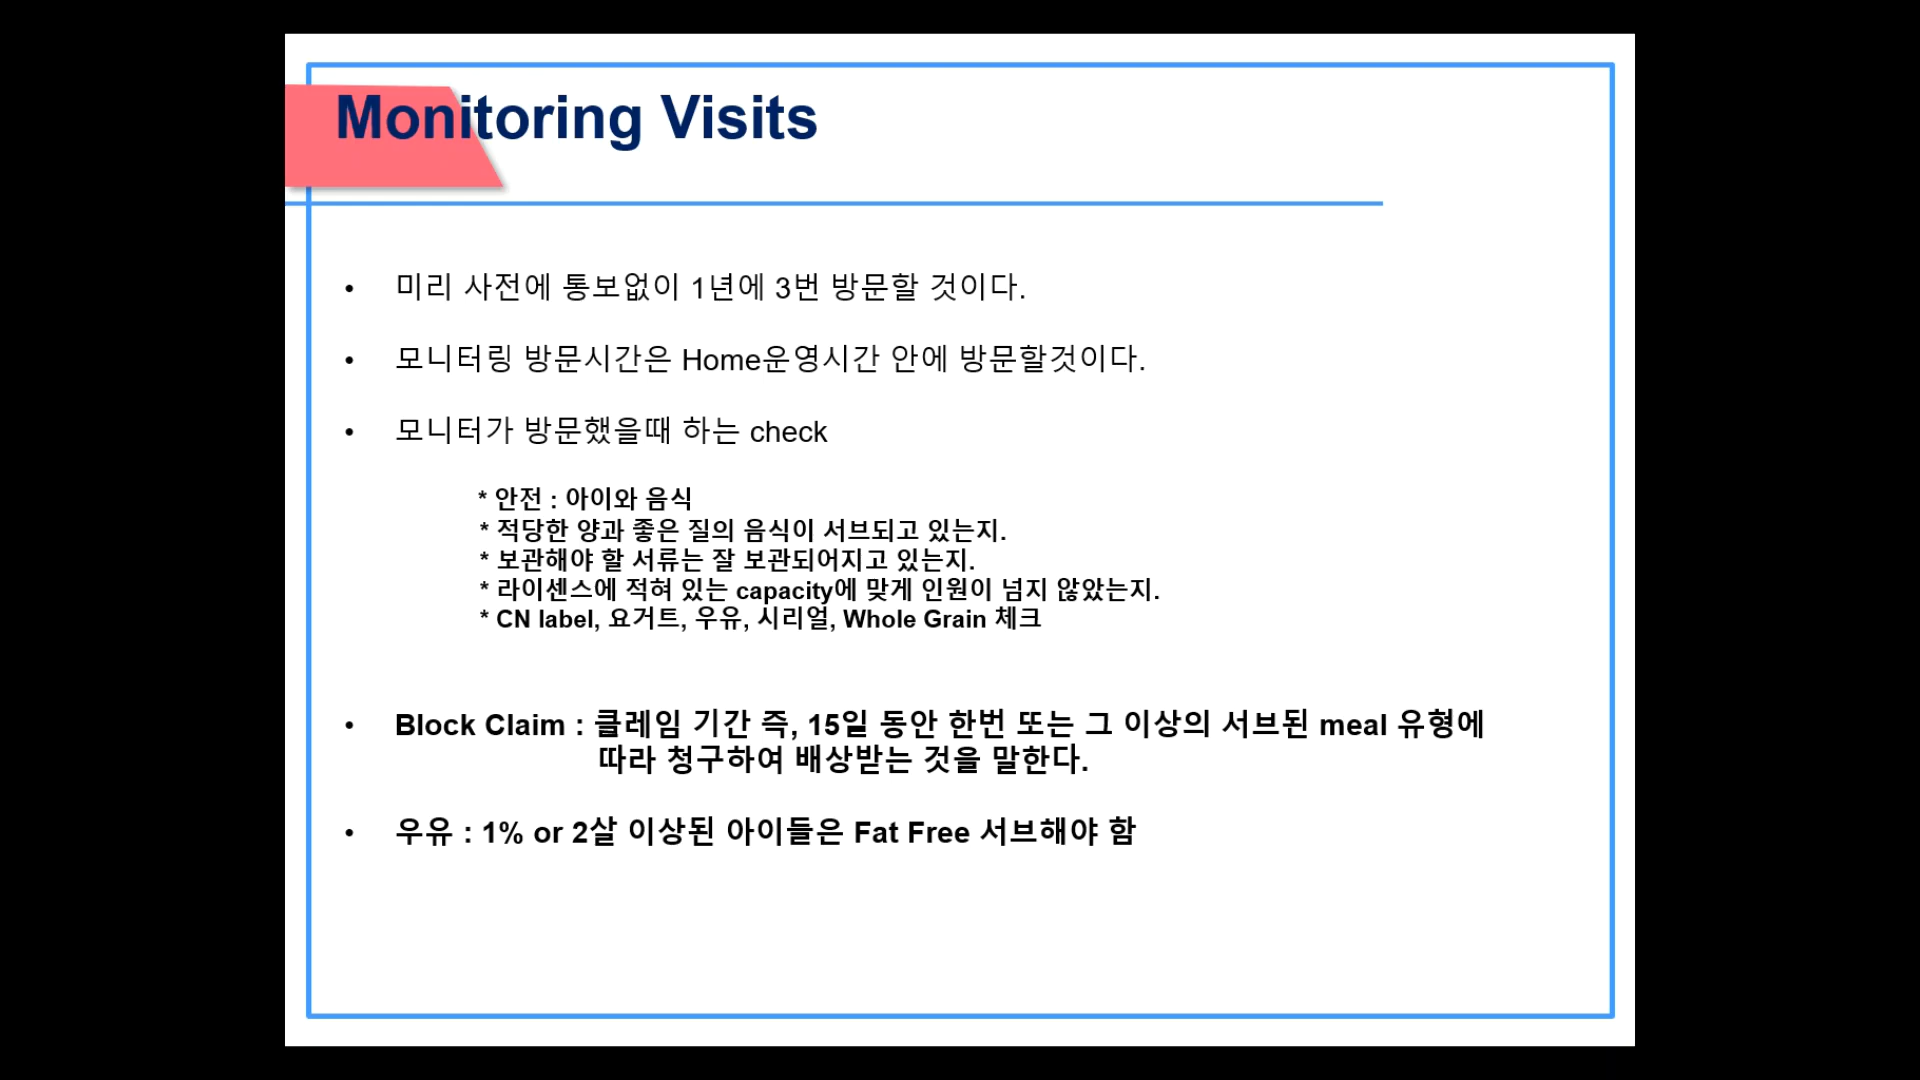 Monitoring Visits
• 미리 사전에 통보없이 1년에 3번 방문할 것이다.
• 모니터링 방문시간은 Home운영시간 안에 방문할것이다.
• 모니터가 방문했을때 하는 check
* 안전 : 아이와 음식
* 적당한 양과 좋은 질의 음식이 서브되고 있는지.
* 보관해야 할 서류는 잘 보관되어지고 있는지.
* 라이센스에 적혀 있는 capacity에 맞게 인원이 넘지 않았는지.
* CN label, 요거트, 우유, 시리얼, Whole Grain 체크
• Block Claim : 클레임 기간 즉, 15일 동안 한번 또는 그 이상의 서브된 meal 유형에
따라 청구하여 배상받는 것을 말한다.
• 우유 : 1% or 2살 이상된 아이들은 Fat Free 서브해야 함